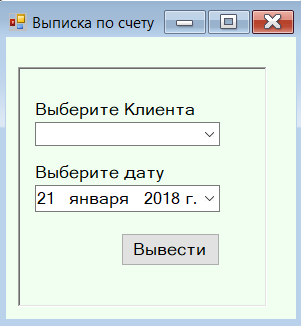 Выписка по счету
Выберите Клиента
Выберите дату
21 января 2018 г.
Вывести